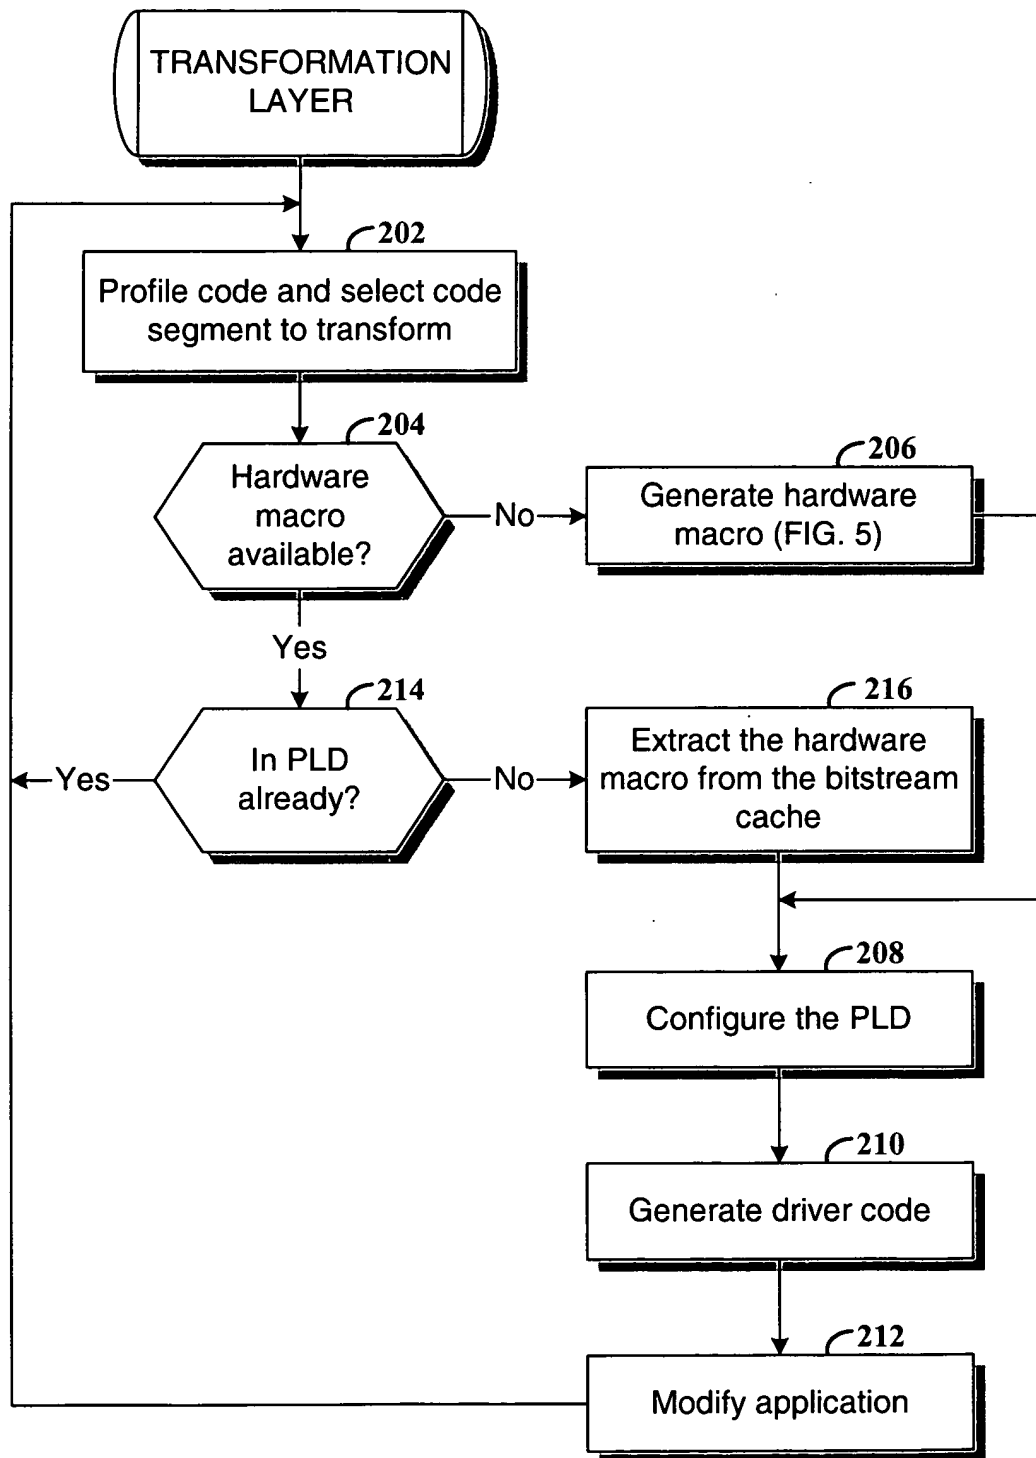 TRANSFORMATION
LAYER
202
Profile code and select code
segment to transform
204
Hardware
macro
available?
No
206
Generate hardware
macro (FIG. 5)
Yes
214
In PLD
already?
Yes
No
216
Extract the hardware
macro from the bitstream
cache
208
Configure the PLD
210
Generate driver code
212
Modify application